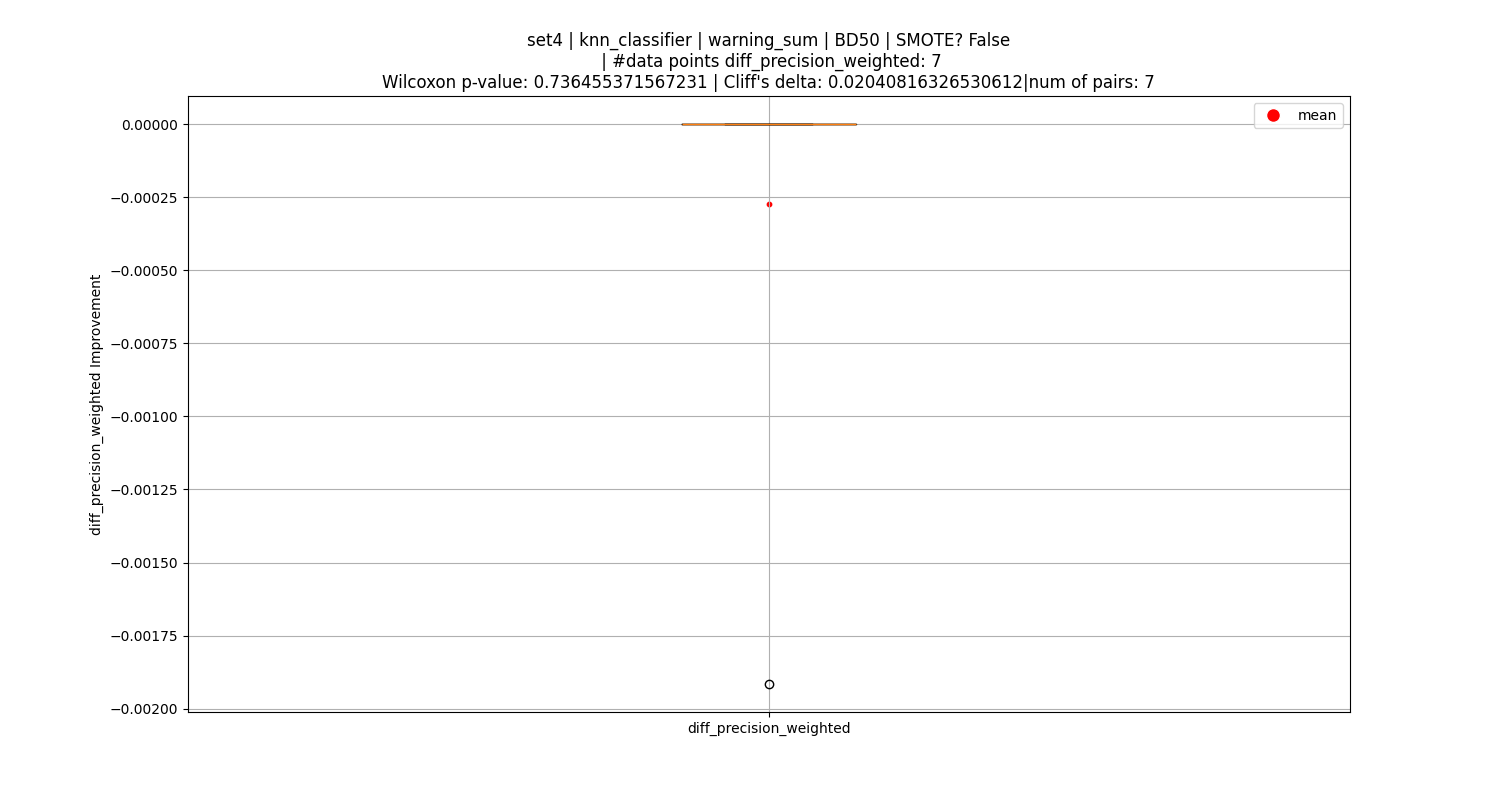 set4 | knn_classifier | warning_sum | BD50 | SMOTE? False
| #data points diff_precision_weighted: 7
Wilcoxon p-value: 0.736455371567231 | Cliff's delta: 0.02040816326530612|num of pairs: 7
mean
0.00000
−0.00025
−0.00050
−0.00075
−0.00100
−0.00125
−0.00150
−0.00175
−0.00200
diff_precision_weighted Improvement
diff_precision_weighted